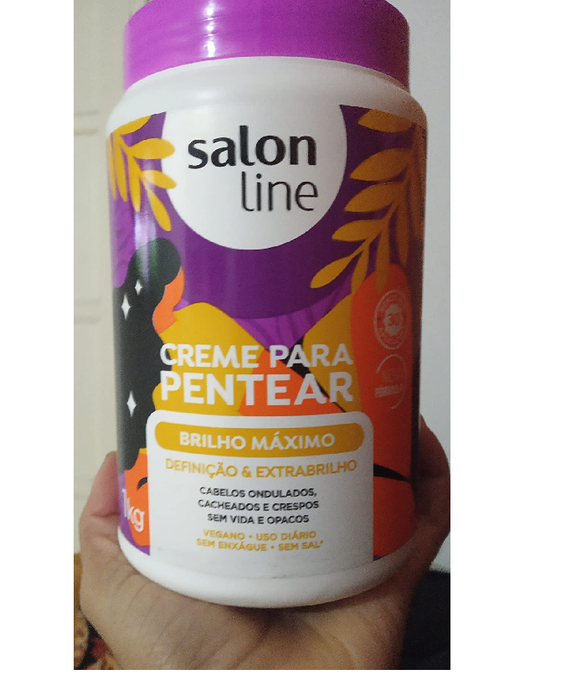 salon
line
CREME PARA
PENTEAR
BRILHO MÁXIMO
DEFINIÇÃO & EXTRABRILHO
CABELOS ONDULADOS,
CACHEADOS E CRESPOS
SEM VIDA E OPACOS
VEGANO • USO DIÁRIO
SEM ENXÁGUE • SEM SAL*
1kg